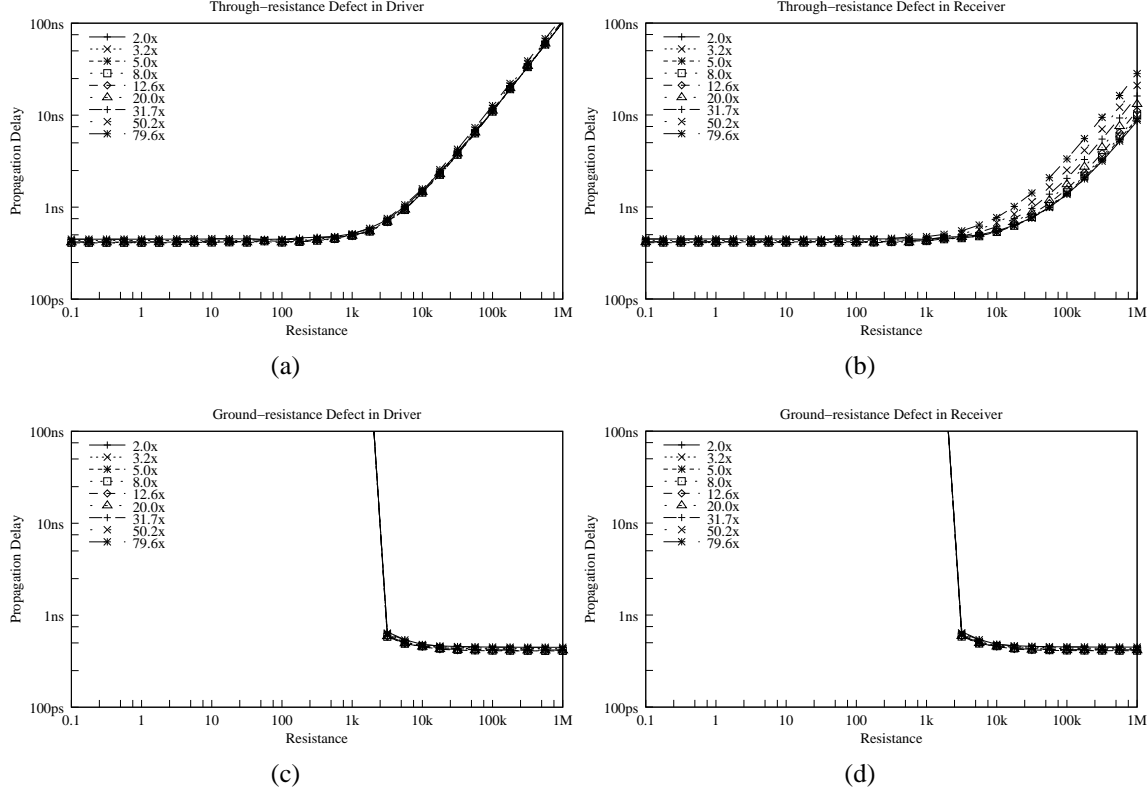 Through−resistance Defect in Driver
100ns
10ns
1ns
100ps
Propagation Delay
2.0x
3.2x
5.0x
8.0x
12.6x
20.0x
31.7x
50.2x
79.6x
0.1 1 10 100 1k 10k 100k 1M
Resistance
(a)
Through−resistance Defect in Receiver
100ns
10ns
1ns
100ps
Propagation Delay
2.0x
3.2x
5.0x
8.0x
12.6x
20.0x
31.7x
50.2x
79.6x
0.1 1 10 100 1k 10k 100k 1M
Resistance
(b)
Ground−resistance Defect in Driver
100ns
10ns
1ns
100ps
Propagation Delay
2.0x
3.2x
5.0x
8.0x
12.6x
20.0x
31.7x
50.2x
79.6x
0.1 1 10 100 1k 10k 100k 1M
Resistance
(c)
Ground−resistance Defect in Receiver
100ns
10ns
1ns
100ps
Propagation Delay
2.0x
3.2x
5.0x
8.0x
12.6x
20.0x
31.7x
50.2x
79.6x
0.1 1 10 100 1k 10k 100k 1M
Resistance
(d)